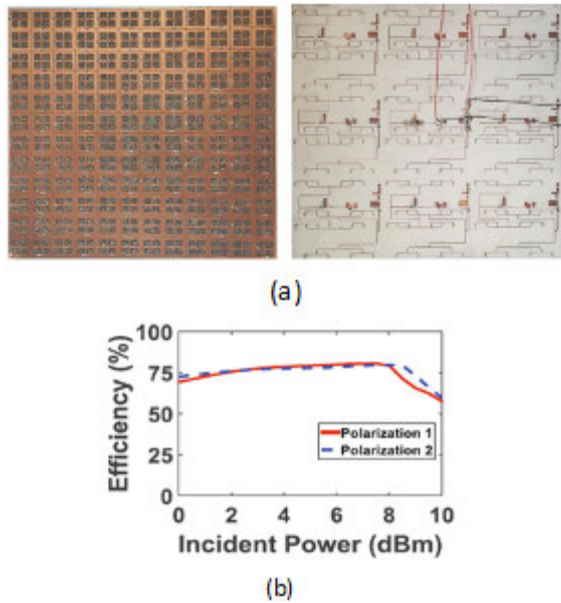 (a)
100
75
50
25
0
Efficiency (%)
Polarization 1
Polarization 2
0 2 4 6 8 10
Incident Power (dBm)
(b)